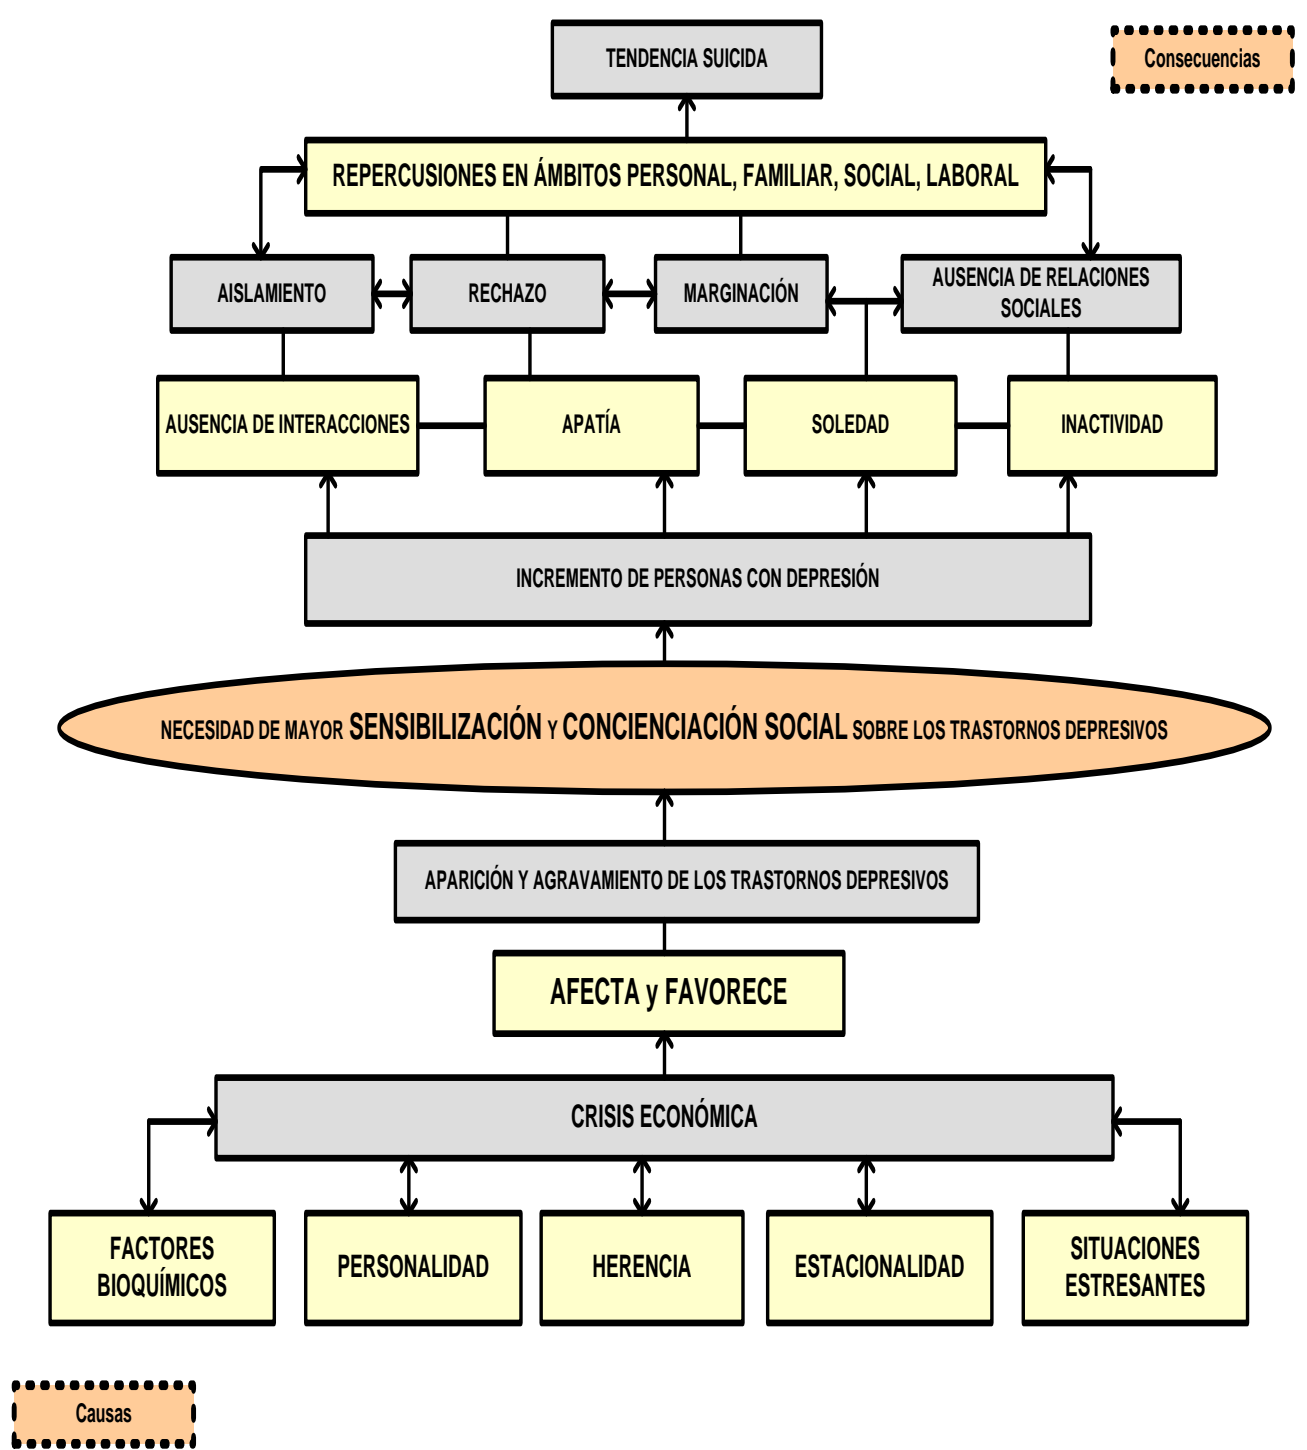 TENDENCIA SUICIDA
Consecuencias
REPERCUSIONES EN ÁMBITOS PERSONAL, FAMILIAR, SOCIAL, LABORAL
AISLAMIENTO
RECHAZO
MARGINACIÓN
AUSENCIA DE RELACIONES
SOCIALES
AUSENCIA DE INTERACCIONES
APATÍA
SOLEDAD
INACTIVIDAD
INCREMENTO DE PERSONAS CON DEPRESIÓN
NECESIDAD DE MAYOR SENSIBILIZACIÓN Y CONCIENCIACIÓN SOCIAL SOBRE LOS TRASTORNOS DEPRESIVOS
APARICIÓN Y AGRAVAMIENTO DE LOS TRASTORNOS DEPRESIVOS
AFECTA y FAVORECE
CRISIS ECONÓMICA
FACTORES
BIOQUÍMICOS
PERSONALIDAD
HERENCIA
ESTACIONALIDAD
SITUACIONES
ESTRESANTES
Causas